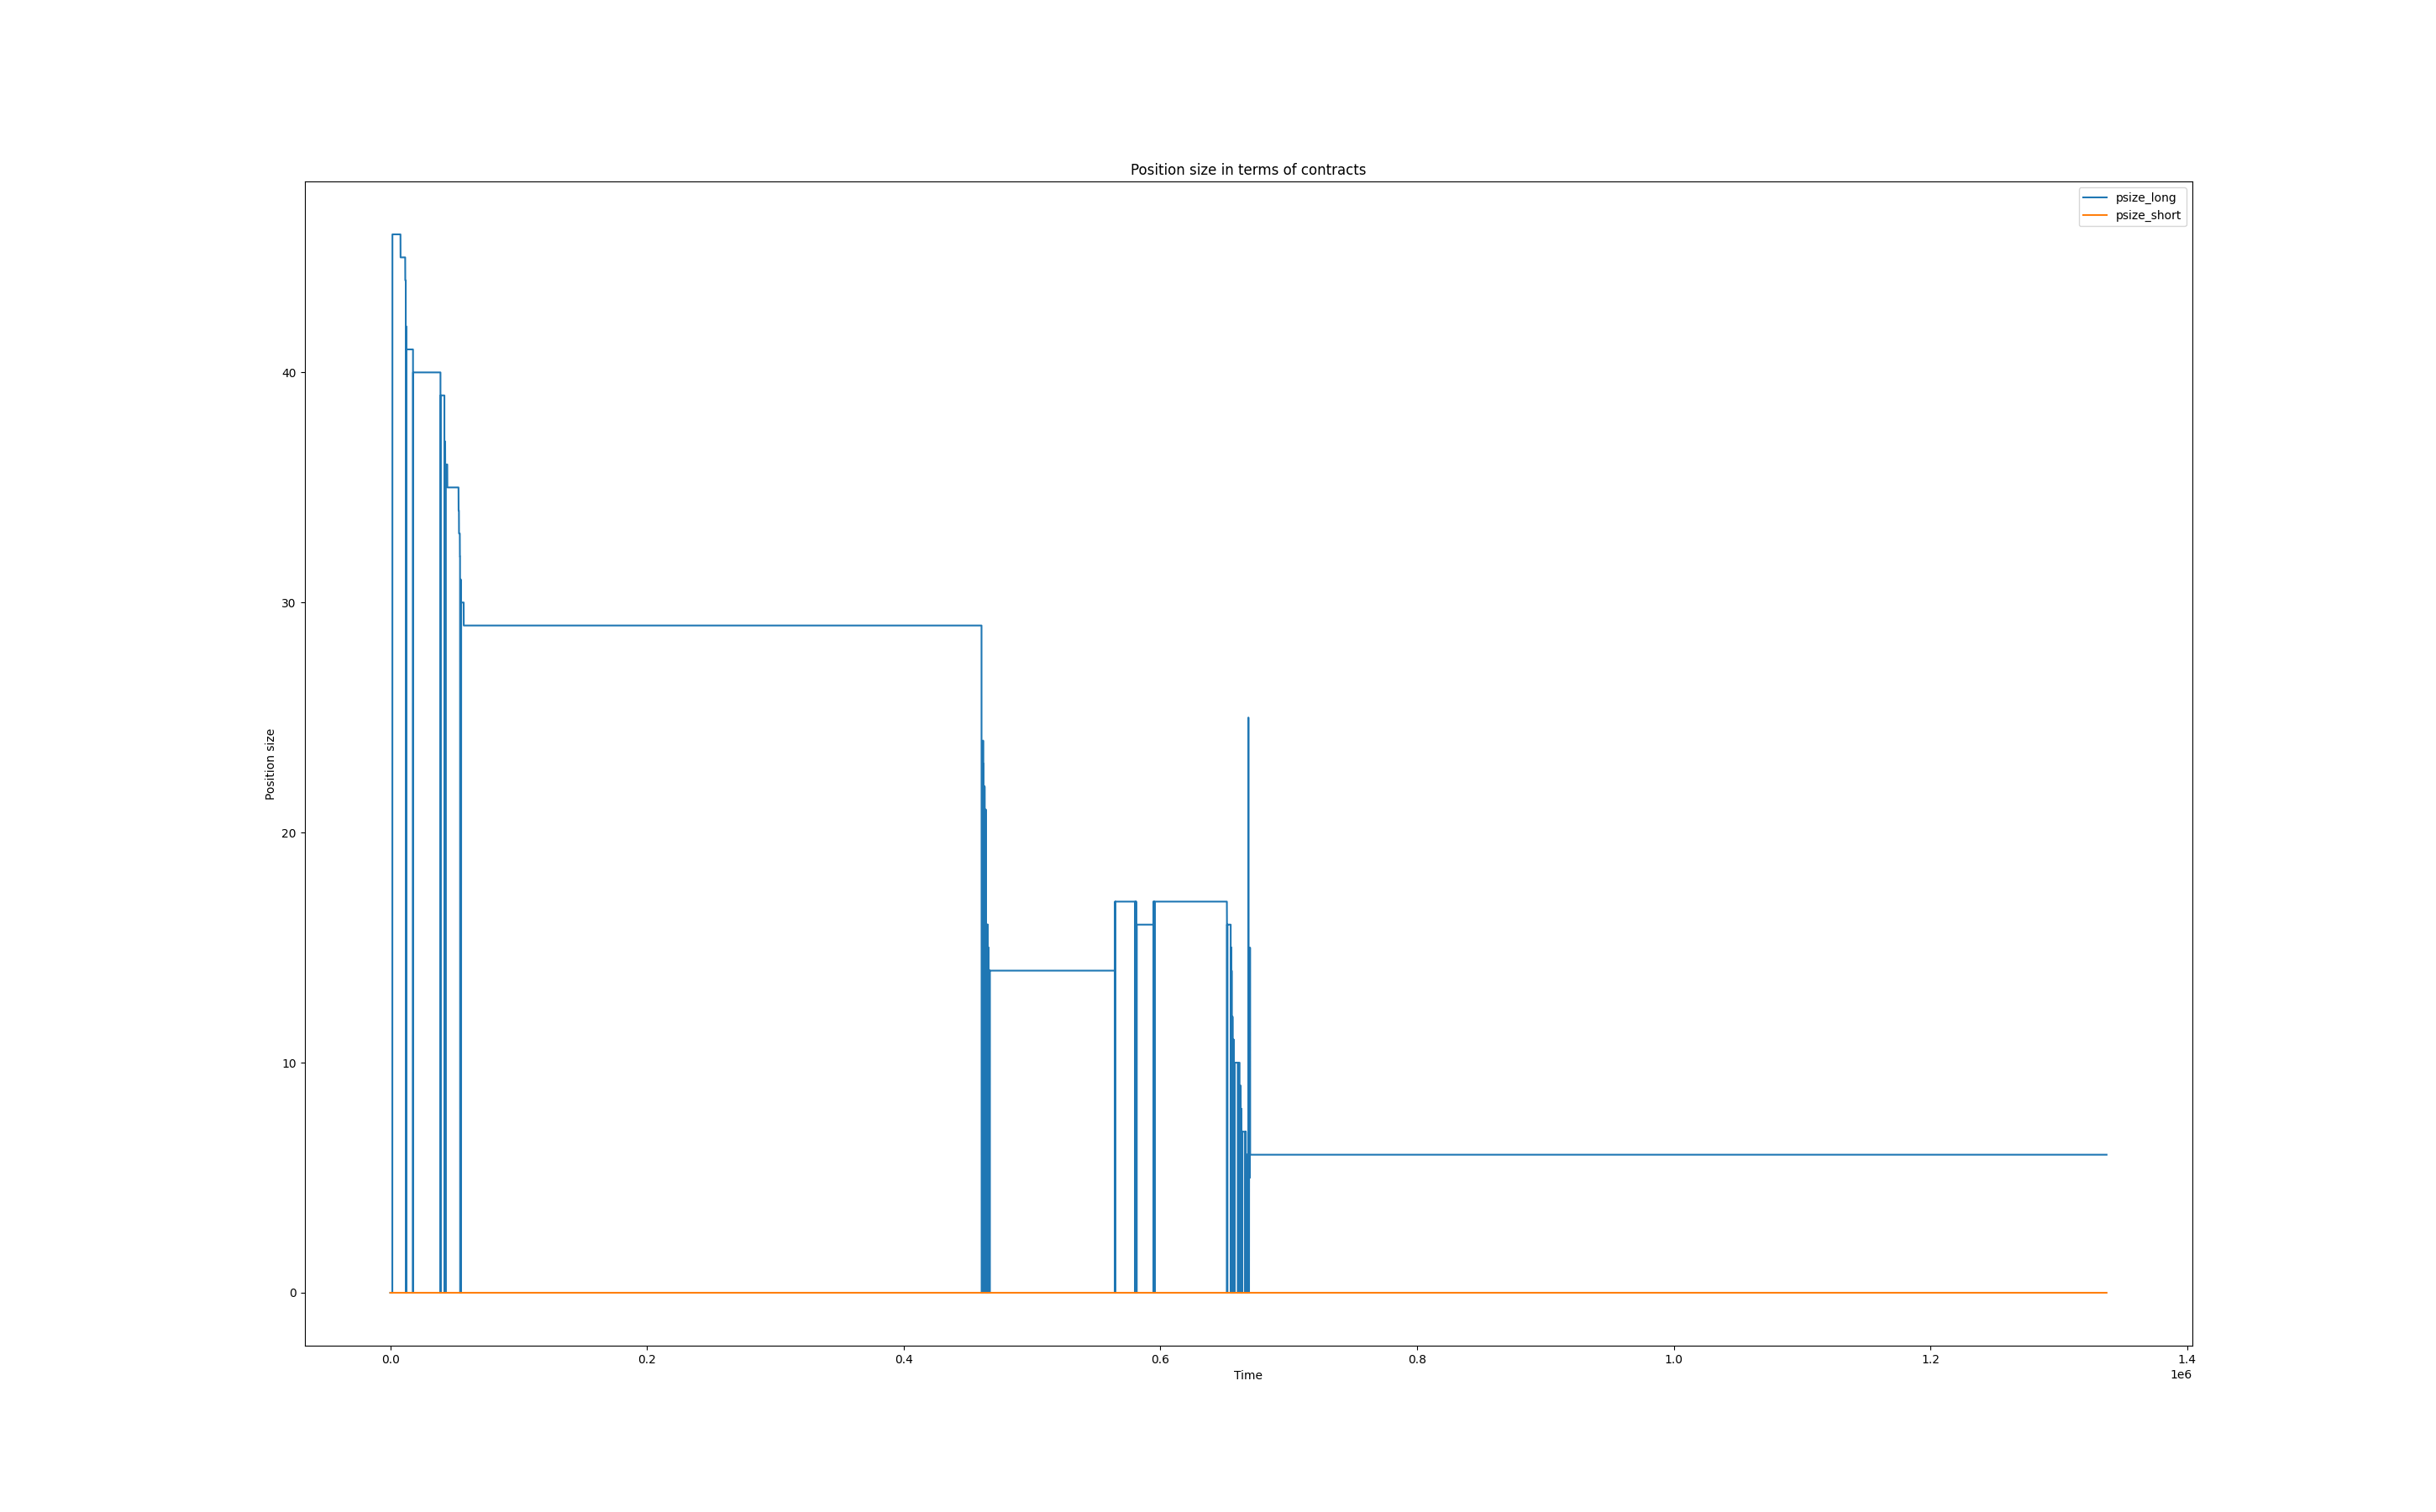 Position size in terms of contracts
psize_long
psize_short
40
30
20
10
0
Position size
0.0 0.2 0.4 0.6 0.8 1.0 1.2 1.4
Time
1e6